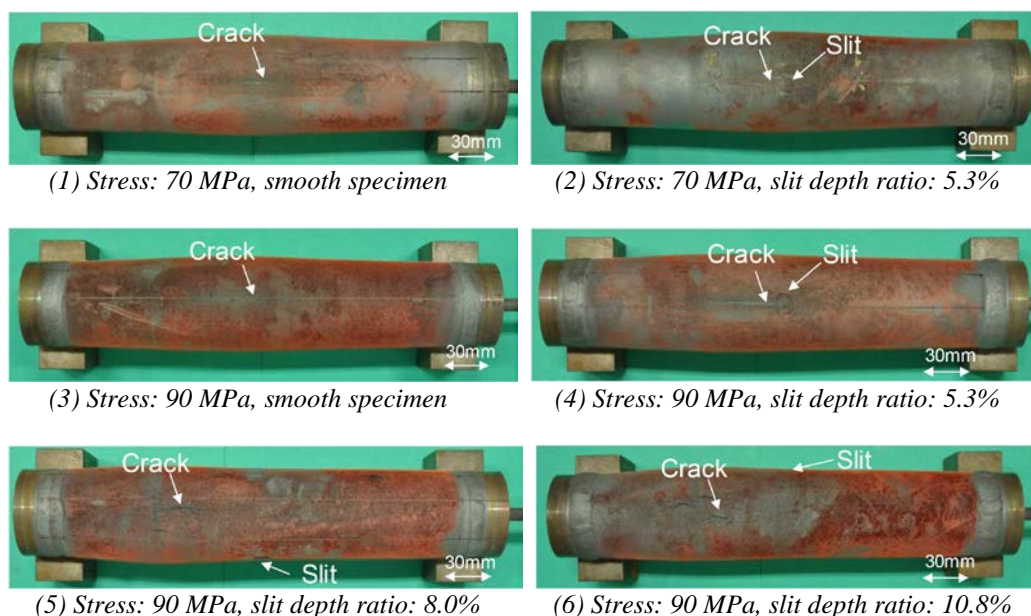 Crack
30mm
(1) Stress: 70 MPa, smooth specimen
Crack Slit
30mm
(2) Stress: 70 MPa, slit depth ratio: 5.3%
Crack
30mm
(3) Stress: 90 MPa, smooth specimen
Crack Slit
30mm
(4) Stress: 90 MPa, slit depth ratio: 5.3%
Crack
30mm
Slit
(5) Stress: 90 MPa, slit depth ratio: 8.0%
Slit
Crack
30mm
(6) Stress: 90 MPa, slit depth ratio: 10.8%